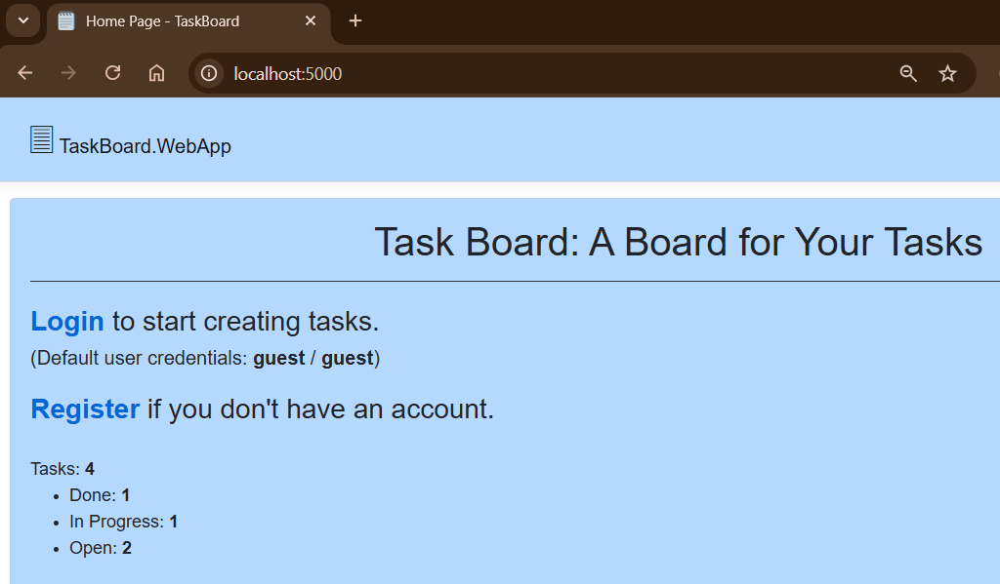 Home Page - TaskBoard
localhost:5000
TaskBoard.WebApp
Task Board: A Board for Your Tasks
Login to start creating tasks.
(Default user credentials: guest / guest)
Register if you don't have an account.
Tasks: 4
Done: 1
In Progress: 1
Open: 2